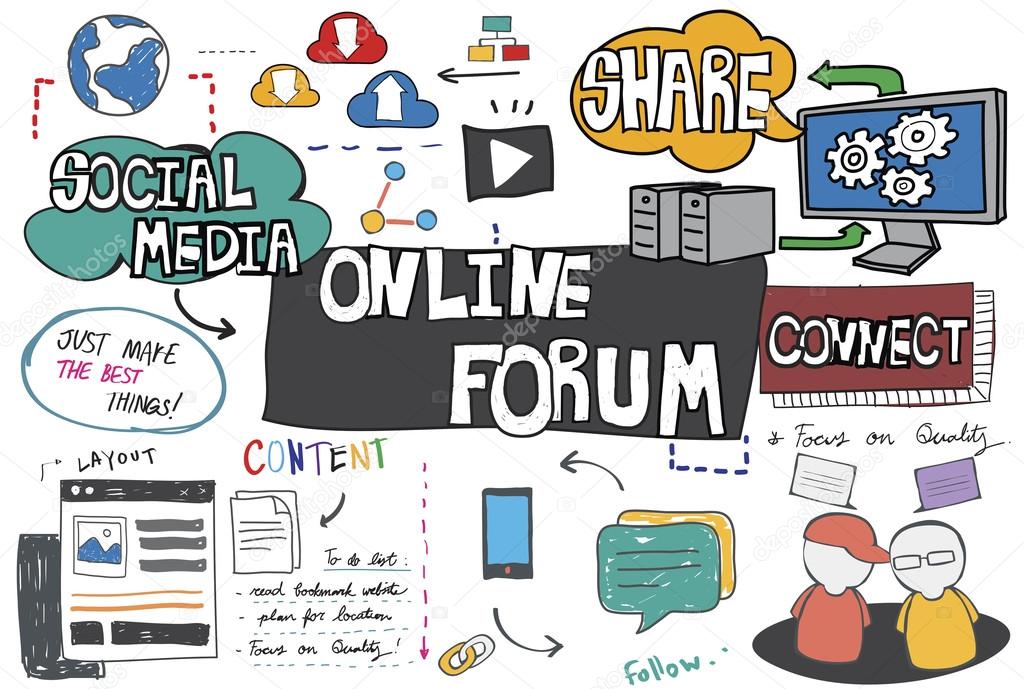 SHARE
SOCIAL
MEDIA
ONLINE
FORUM
CONNECT
JUST MAKE
THE BEST
THINGS!
* Focus on Quality.
LAYOUT
CONTENT
To do list :
- read bookmark website
- plan for location
- Focus on Quality!
follow..
depositphotos